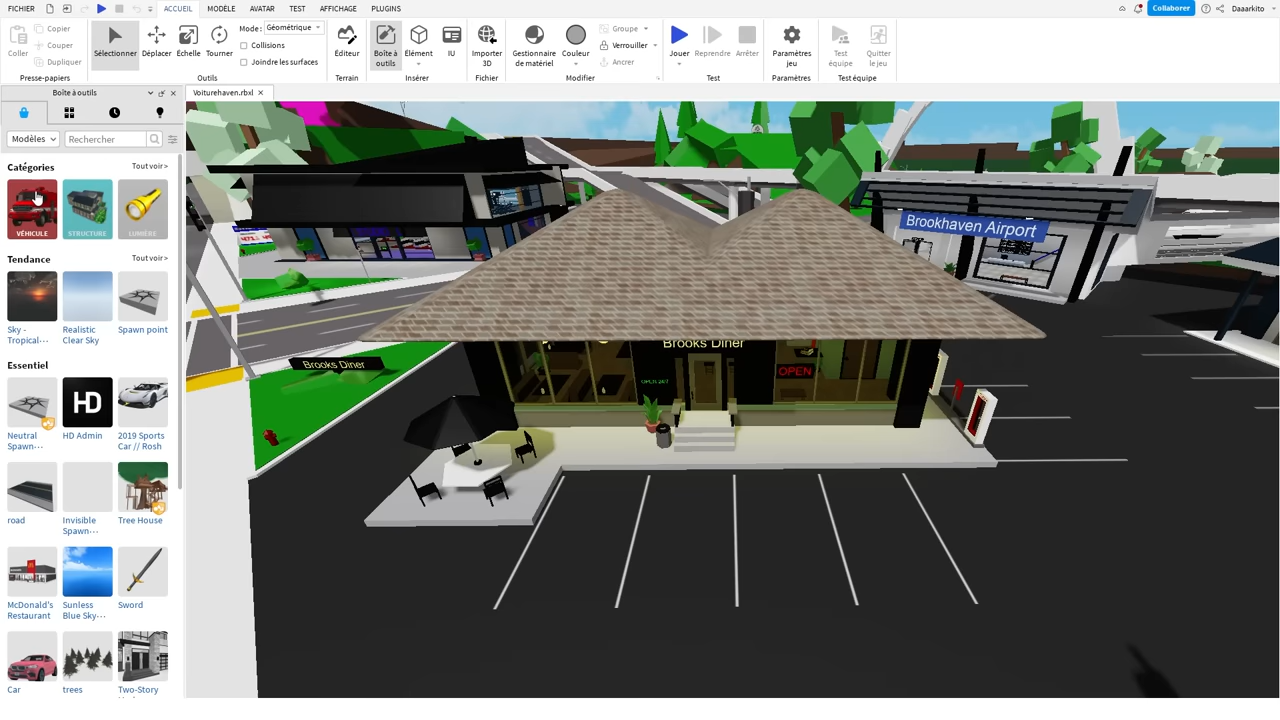 FICHIER
ACCUEIL
MODÈLE
AVATAR
TEST
AFFICHAGE
PLUGINS
Collaborer
Daaarkito
Coller
Copier
Couper
Dupliquer
Presse-papiers
Sélectionner
Déplacer
Échelle
Tourner
Mode :
Géométrique
Collisions
Joindre les surfaces
Outils
Éditeur
Terrain
Boîte à
outils
Élément
IU
Insérer
Importer
3D
Fichier
Gestionnaire
de matériel
Couleur
Groupe
Verrouiller
Ancrer
Modifier
Jouer
Reprendre
Arrêter
Test
Paramètres
jeu
Paramètres
Test
équipe
Quitter
le jeu
Test équipe
Boîte à outils
Voiturehaven.rbxl
Modèles
Rechercher
Catégories
Tout voir >
VÉHICULE
STRUCTURE
LUMIÈRE
Tendance
Tout voir >
Sky -
Tropical···
Realistic
Clear Sky
Spawn point
Essentiel
Neutral
Spawn···
HD
HD Admin
2019 Sports
Car // Rosh
road
Invisible
Spawn···
Tree House
McDonald's
Restaurant
Sunless
Blue Sky···
Sword
Car
trees
Two-Story
Brookhaven Airport
Brooks Diner
Brooks Diner
OPEN 24/7
OPEN